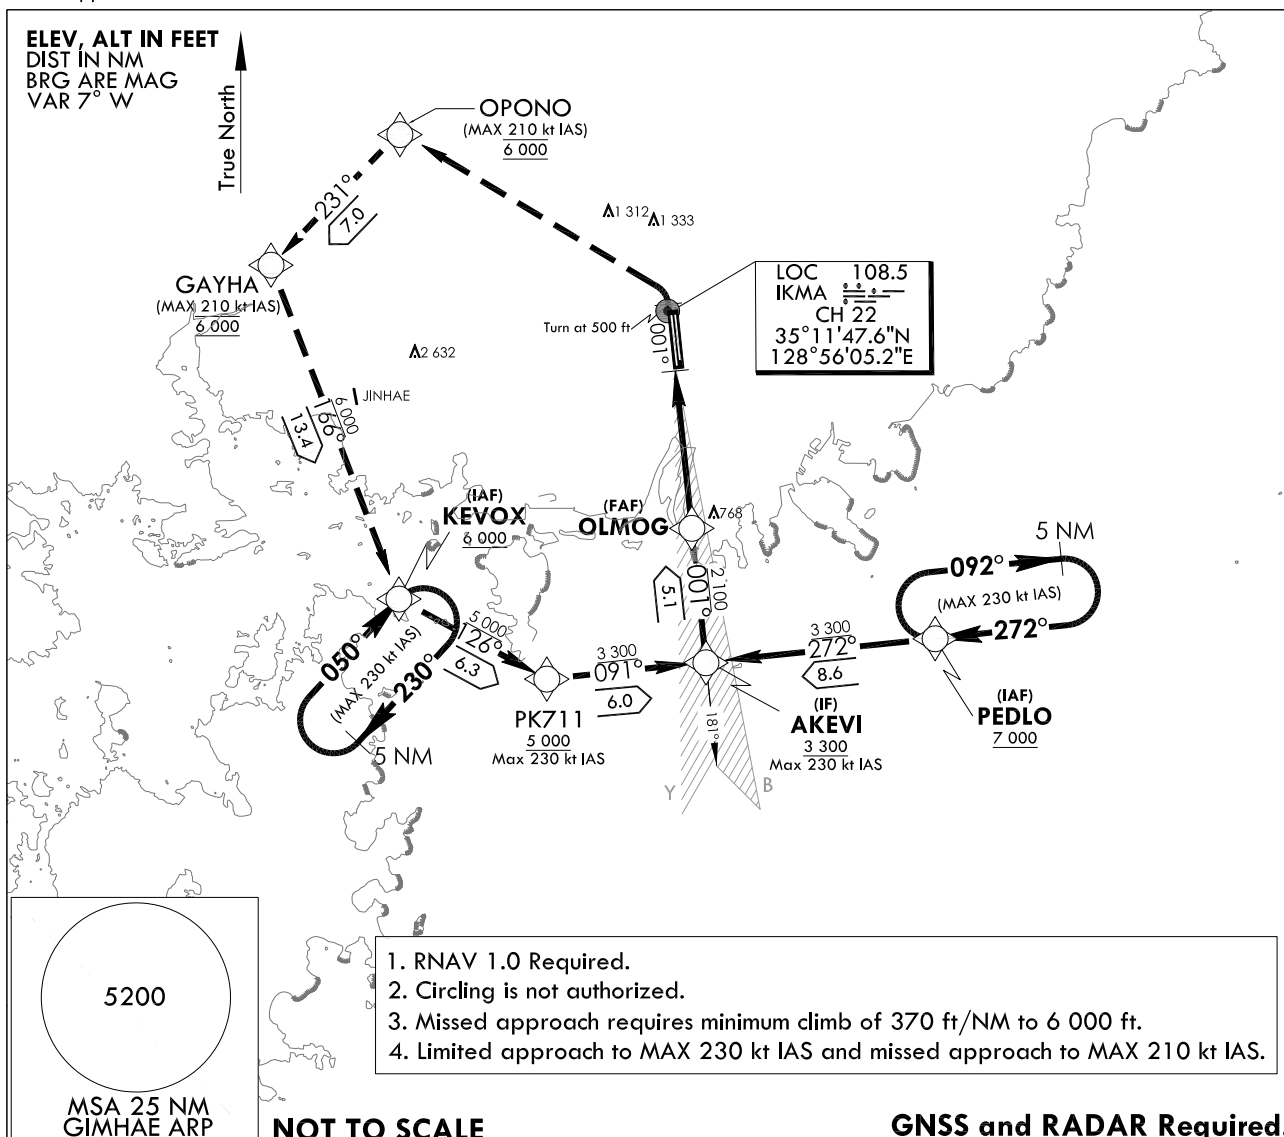 ELEV, ALT IN FEET
DIST IN NM
BRG ARE MAG
VAR 7° W
True North
OPONO
(MAX 210 kt IAS)
6 000
231°
7.0
1 312
1 333
GAYHA
(MAX 210 kt IAS)
6 000
LOC 108.5
IKMA
CH 22
35°11'47.6"N
128°56'05.2"E
Turn at 500 ft
001°
2 632
JINHAE
6 000
166°
13.4
(IAF)
KEVOX
6 000
(FAF)
OLMOG
768
5 NM
092°
(MAX 230 kt IAS)
272°
2 100
001°
5.1
050°
(MAX 230 kt IAS)
230°
5 NM
5 000
126°
6.3
3 300
091°
6.0
3 300
272°
8.6
PK711
5 000
Max 230 kt IAS
(IF)
AKEVI
3 300
Max 230 kt IAS
(IAF)
PEDLO
7 000
181°
Y
B
5200
MSA 25 NM
GIMHAE ARP
1. RNAV 1.0 Required.
2. Circling is not authorized.
3. Missed approach requires minimum climb of 370 ft/NM to 6 000 ft.
4. Limited approach to MAX 230 kt IAS and missed approach to MAX 210 kt IAS.
NOT TO SCALE
GNSS and RADAR Required.